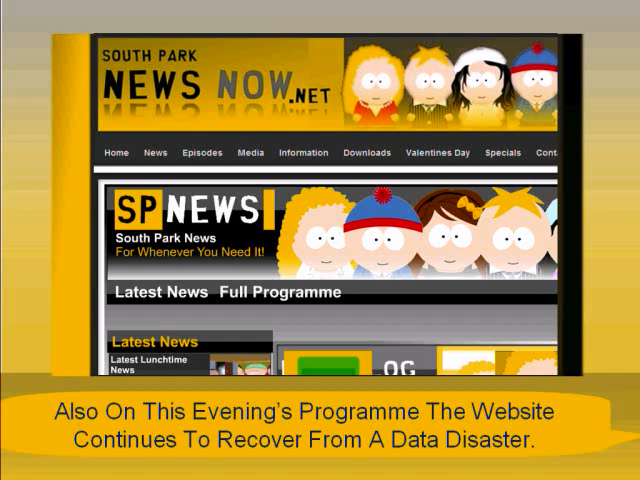 SOUTH PARK
NEWS NOW.NET
Home News Episodes Media Information Downloads Valentines Day Specials Cont
SP NEWS
South Park News
For Whenever You Need It!
Latest News Full Programme
Latest News
Latest Lunchtime
News
OG
Also On This Evening's Programme The Website
Continues To Recover From A Data Disaster.